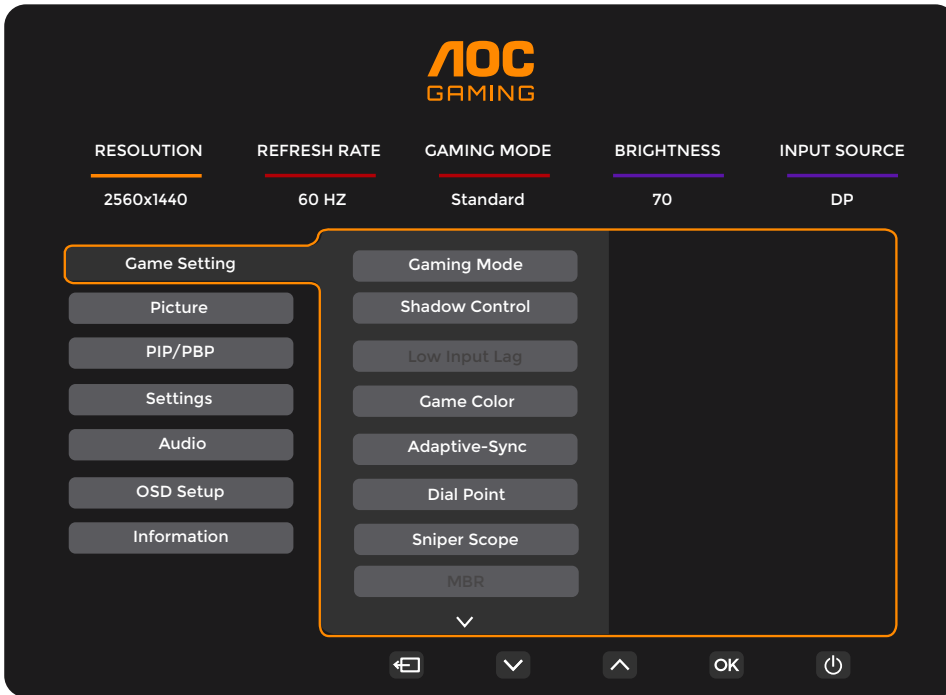 AOC
GAMING
RESOLUTION REFRESH RATE GAMING MODE BRIGHTNESS INPUT SOURCE
2560x1440 60 HZ Standard 70 DP
Game Setting
Picture
PIP/PBP
Settings
Audio
OSD Setup
Information
Gaming Mode
Shadow Control
Low Input Lag
Game Color
Adaptive-Sync
Dial Point
Sniper Scope
MBR
OK